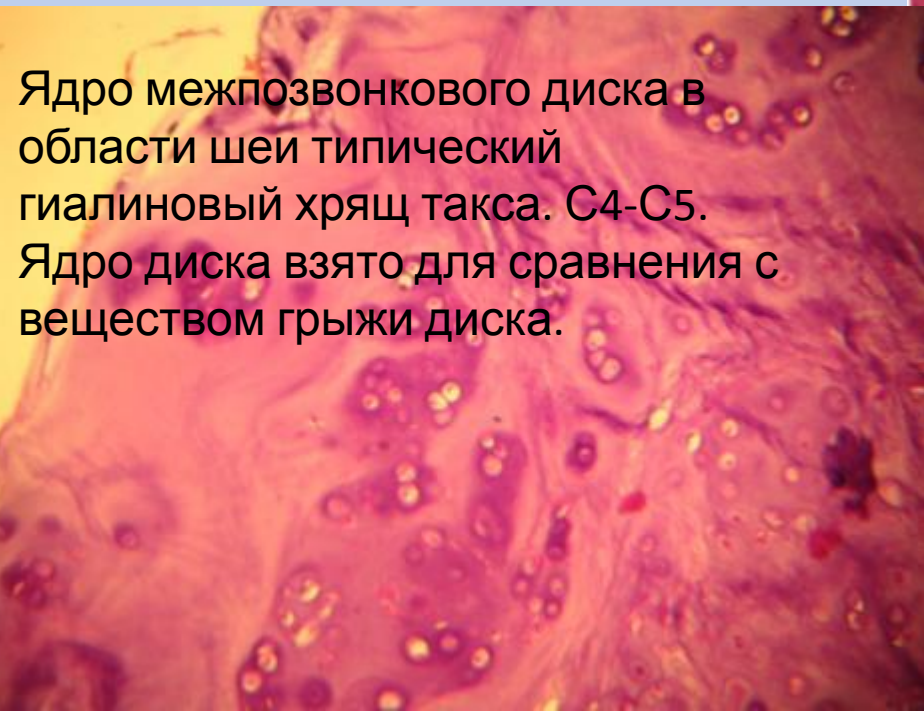 Ядро межпозвонкового диска в
области шеи типический
гиалиновый хрящ такса. С4-С5.
Ядро диска взято для сравнения с
веществом грыжи диска.